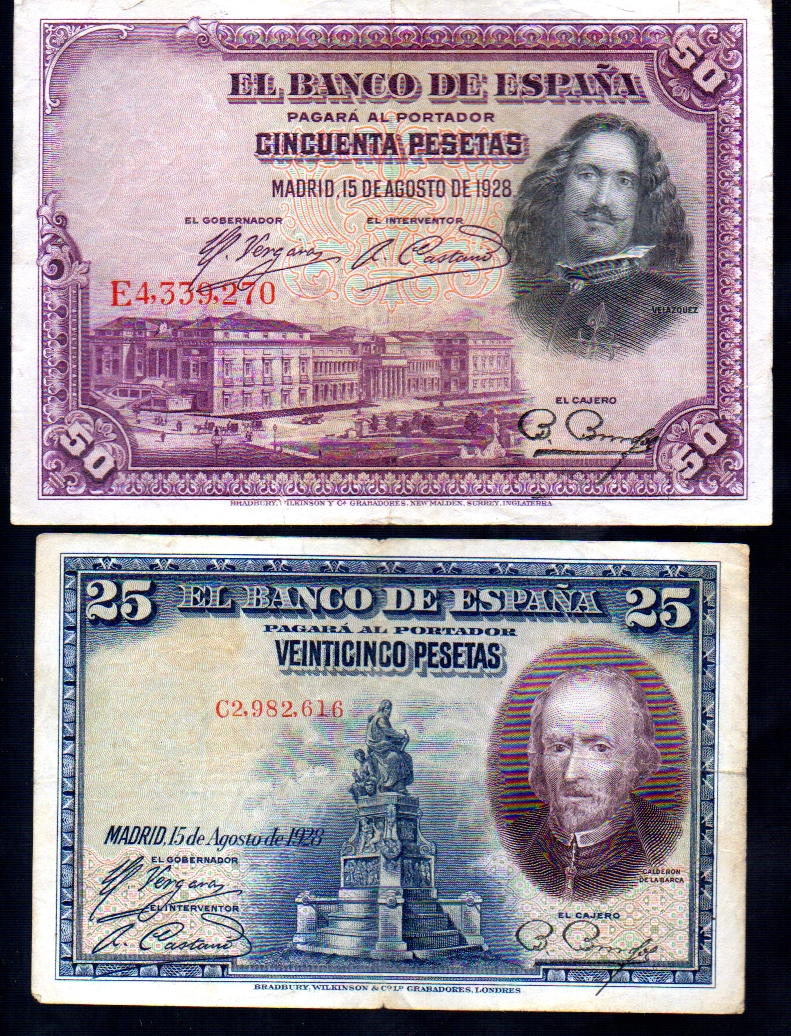 50
EL BANCO DE ESPAÑA
PAGARÁ AL PORTADOR
CINCUENTA PESETAS
MADRID, 15 DE AGOSTO DE 1928.
EL GOBERNADOR EL INTERVENTOR
E4,339,270
VELAZQUEZ
EL CAJERO
50 50
BRADBURY, WILKINSON Y Cª GRABADORES, NEW MALDEN, SURREY, INGLATERRA
25 EL BANCO DE ESPAÑA 25
PAGARÁ AL PORTADOR
VEINTICINCO PESETAS
C2,982,616
MADRID, 15 de Agosto de 1928
EL GOBERNADOR
CALDERON
DE LA BARCA
EL INTERVENTOR
EL CAJERO
BRADBURY, WILKINSON & Cº Lᴰ GRABADORES, LONDRES